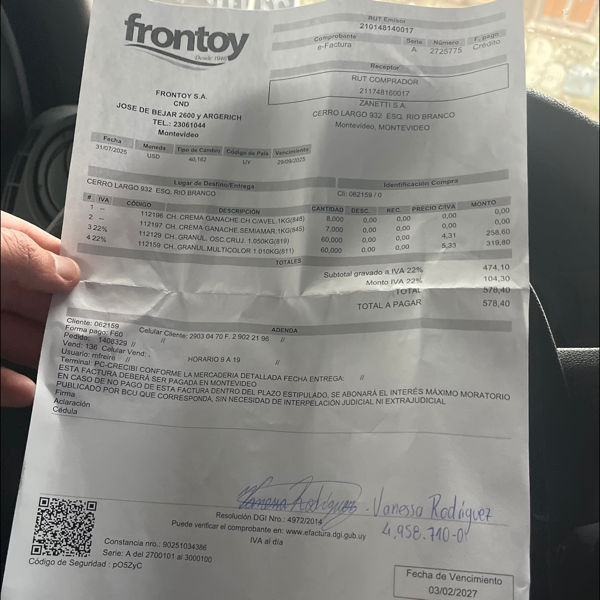 frontoy
Desde 1986
RUT Emisor
210148140017
Comprobante Serie Número F. pago
e-Factura A 2725775 Crédito
Receptor
RUT COMPRADOR
211748160017
ZANETTI S.A.
CERRO LARGO 932 ESQ. RIO BRANCO
Montevideo, MONTEVIDEO
FRONTOY S.A.
CND
JOSE DE BEJAR 2600 y ARGERICH
TEL.: 23061044
Montevideo
Fecha Moneda Tipo de Cambio Código de País Vencimiento
31/07/2025 USD 40,182 UY 29/09/2025
Lugar de Destino/Entrega Identificación Compra
CERRO LARGO 932 ESQ. RIO BRANCO Cli: 062159 / 0
# IVA CÓDIGO DESCRIPCIÓN CANTIDAD DESC. REC. PRECIO C/IVA MONTO
1 -- 112196 CH..CREMA GANACHE.CH.C/AVEL.1KG(848) 8,000 0,00 0,00 0,00 0,00
2 -- 112197 CH..CREMA GANACHE.SEMIAMAR.1KG(845) 7,000 0,00 0,00 0,00 0,00
3 22% 112129 CH. GRANUL. OSC.CRUJ. 1.050KG(819) 60,000 0,00 0,00 4,31 258,60
4 22% 112159 CH. GRANUL.MULTICOLOR 1.010KG(811) 60,000 0,00 0,00 5,33 319,80
TOTALES
Subtotal gravado a IVA 22% 474,10
Monto IVA 22% 104,30
TOTAL 578,40
TOTAL A PAGAR 578,40
ADENDA
Cliente: 062159 Celular Cliente: 2903 04 70 F. 2 902 21 96 //
Forma pago: F60 // //
Pedido: 1408329 //
Vend: 136 Celular Vend: HORARIO 9 A 19 //
Usuario: mfreire //
Terminal: PC-CRECIBI CONFORME LA MERCADERIA DETALLADA FECHA ENTREGA: //
ESTA FACTURA DEBERÁ SER PAGADA EN MONTEVIDEO
EN CASO DE NO PAGO DE ESTA FACTURA DENTRO DEL PLAZO ESTIPULADO, SE ABONARÁ EL INTERÉS MÁXIMO MORATORIO
PUBLICADO POR BCU QUE CORRESPONDA, SIN NECESIDAD DE INTERPELACIÓN JUDICIAL NI EXTRAJUDICIAL
Firma
Aclaración
Cédula
Vanessa Rodríguez . Vanessa Rodríguez
4.958.710-0
Resolución DGI Nro.: 4972/2014
Puede verificar el comprobante en: www.efactura.dgi.gub.uy
IVA al día
Constancia nro.: 90251034386
Serie: A del 2700101 al 3000100
Código de Seguridad : pO5ZyC
Fecha de Vencimiento
03/02/2027